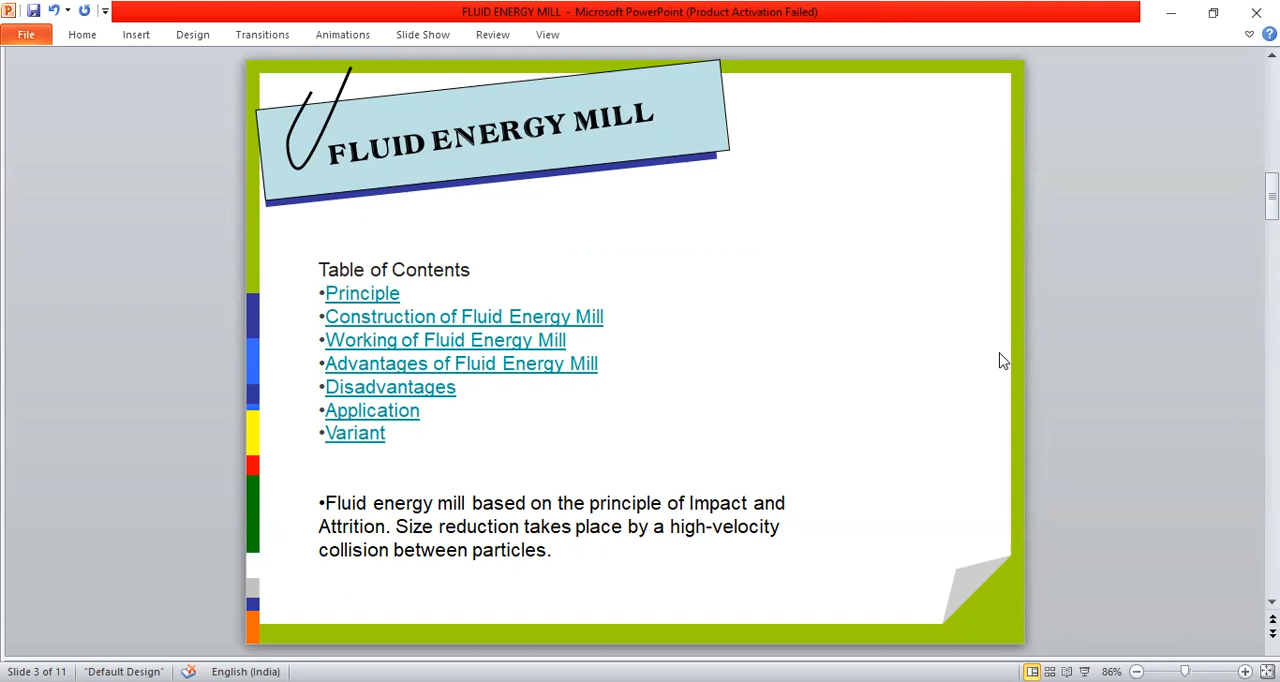 FLUID ENERGY MILL - Microsoft PowerPoint (Product Activation Failed)
File Home Insert Design Transitions Animations Slide Show Review View
FLUID ENERGY MILL
Table of Contents
•Principle
•Construction of Fluid Energy Mill
•Working of Fluid Energy Mill
•Advantages of Fluid Energy Mill
•Disadvantages
•Application
•Variant
•Fluid energy mill based on the principle of Impact and
Attrition. Size reduction takes place by a high-velocity
collision between particles.
Slide 3 of 11 "Default Design" English (India) 86%